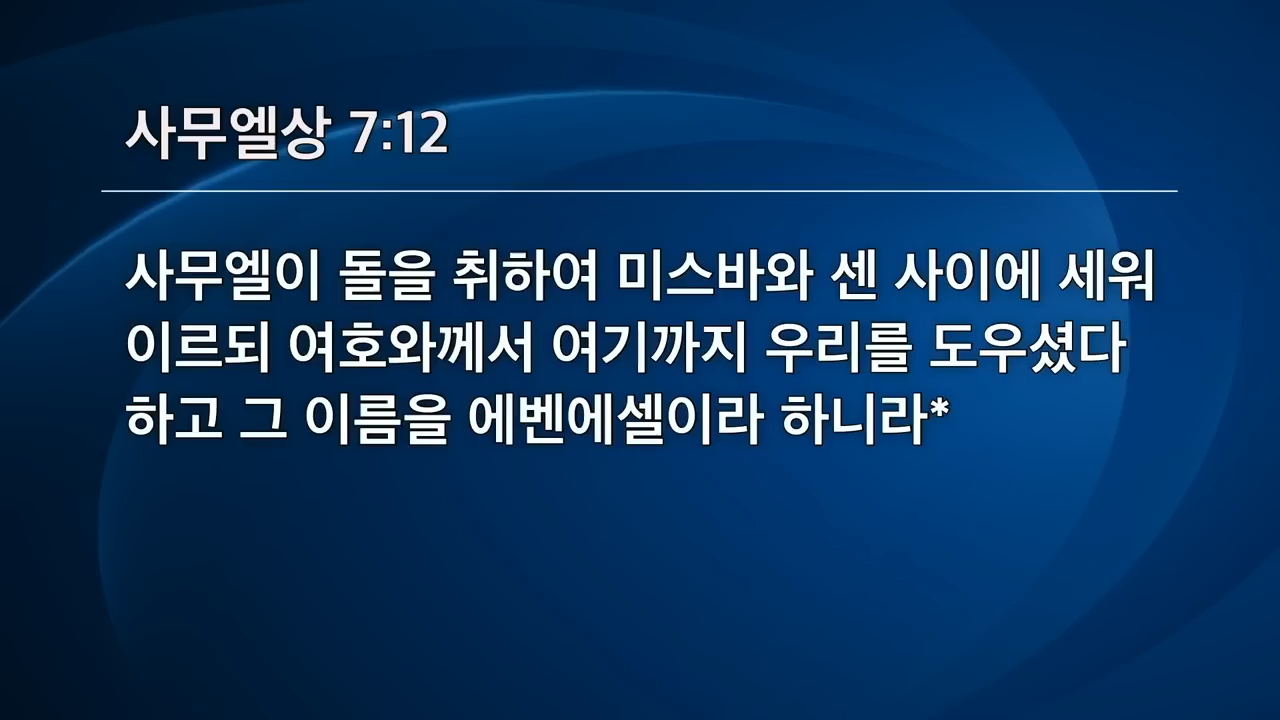 사무엘상 7:12
사무엘이 돌을 취하여 미스바와 센 사이에 세워
이르되 여호와께서 여기까지 우리를 도우셨다
하고 그 이름을 에벤에셀이라 하니라*